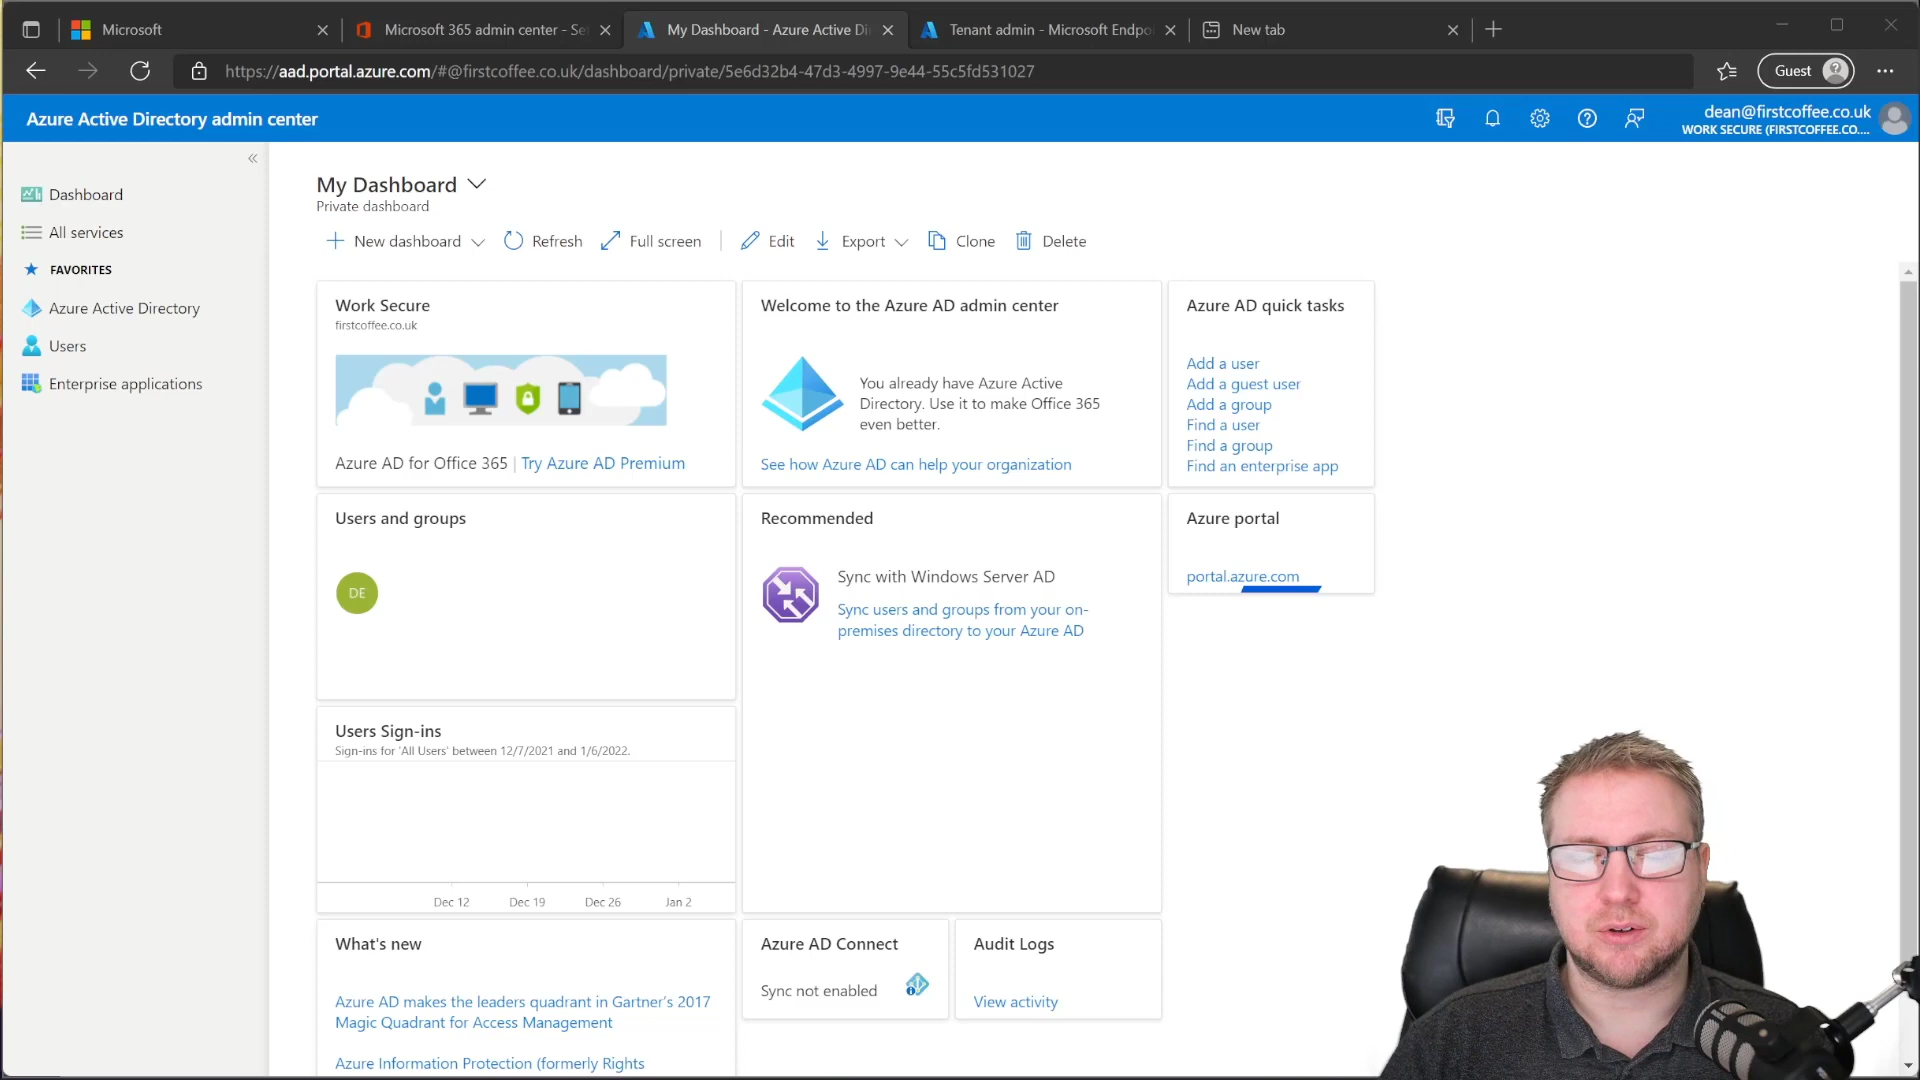 Microsoft
Microsoft 365 admin center - Se
My Dashboard - Azure Active Di
Tenant admin - Microsoft Endpo
New tab
https://aad.portal.azure.com/#@firstcoffee.co.uk/dashboard/private/5e6d32b4-47d3-4997-9e44-55c5fd531027
Guest
Azure Active Directory admin center
dean@firstcoffee.co.uk
WORK SECURE (FIRSTCOFFEE.CO....
Dashboard
All services
FAVORITES
Azure Active Directory
Users
Enterprise applications
My Dashboard
Private dashboard
New dashboard
Refresh
Full screen
Edit
Export
Clone
Delete
Work Secure
firstcoffee.co.uk
Azure AD for Office 365 | Try Azure AD Premium
Welcome to the Azure AD admin center
You already have Azure Active
Directory. Use it to make Office 365
even better.
See how Azure AD can help your organization
Azure AD quick tasks
Add a user
Add a guest user
Add a group
Find a user
Find a group
Find an enterprise app
Users and groups
DE
Recommended
Sync with Windows Server AD
Sync users and groups from your on-
premises directory to your Azure AD
Azure portal
portal.azure.com
Users Sign-ins
Sign-ins for 'All Users' between 12/7/2021 and 1/6/2022.
Dec 12
Dec 19
Dec 26
Jan 2
What's new
Azure AD makes the leaders quadrant in Gartner's 2017
Magic Quadrant for Access Management
Azure Information Protection (formerly Rights
Azure AD Connect
Sync not enabled
Audit Logs
View activity